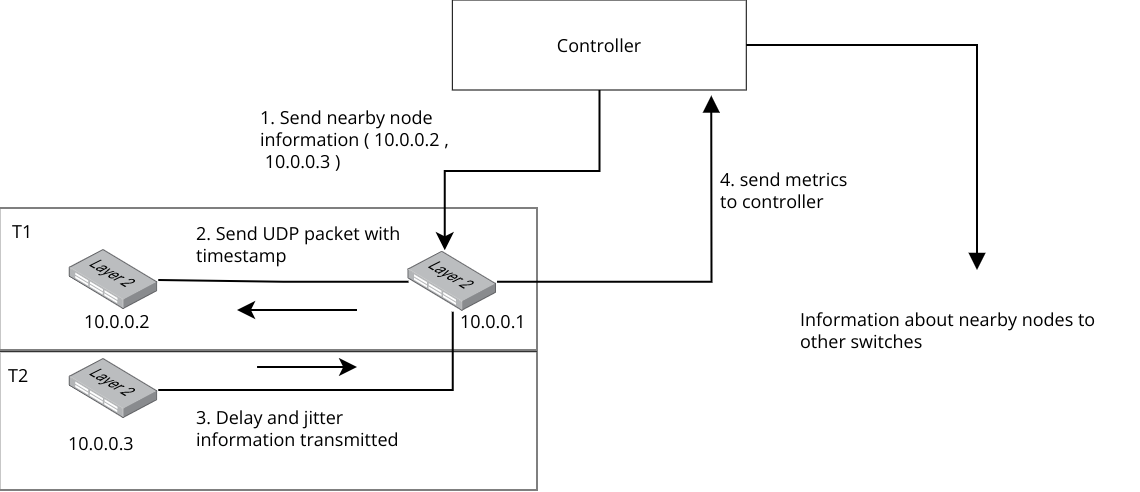 Controller
1. Send nearby node
information ( 10.0.0.2 ,
10.0.0.3 )
4. send metrics
to controller
T1
2. Send UDP packet with
timestamp
Layer 2
Layer 2
10.0.0.2
10.0.0.1
Information about nearby nodes to
other switches
T2
Layer 2
3. Delay and jitter
information transmitted
10.0.0.3